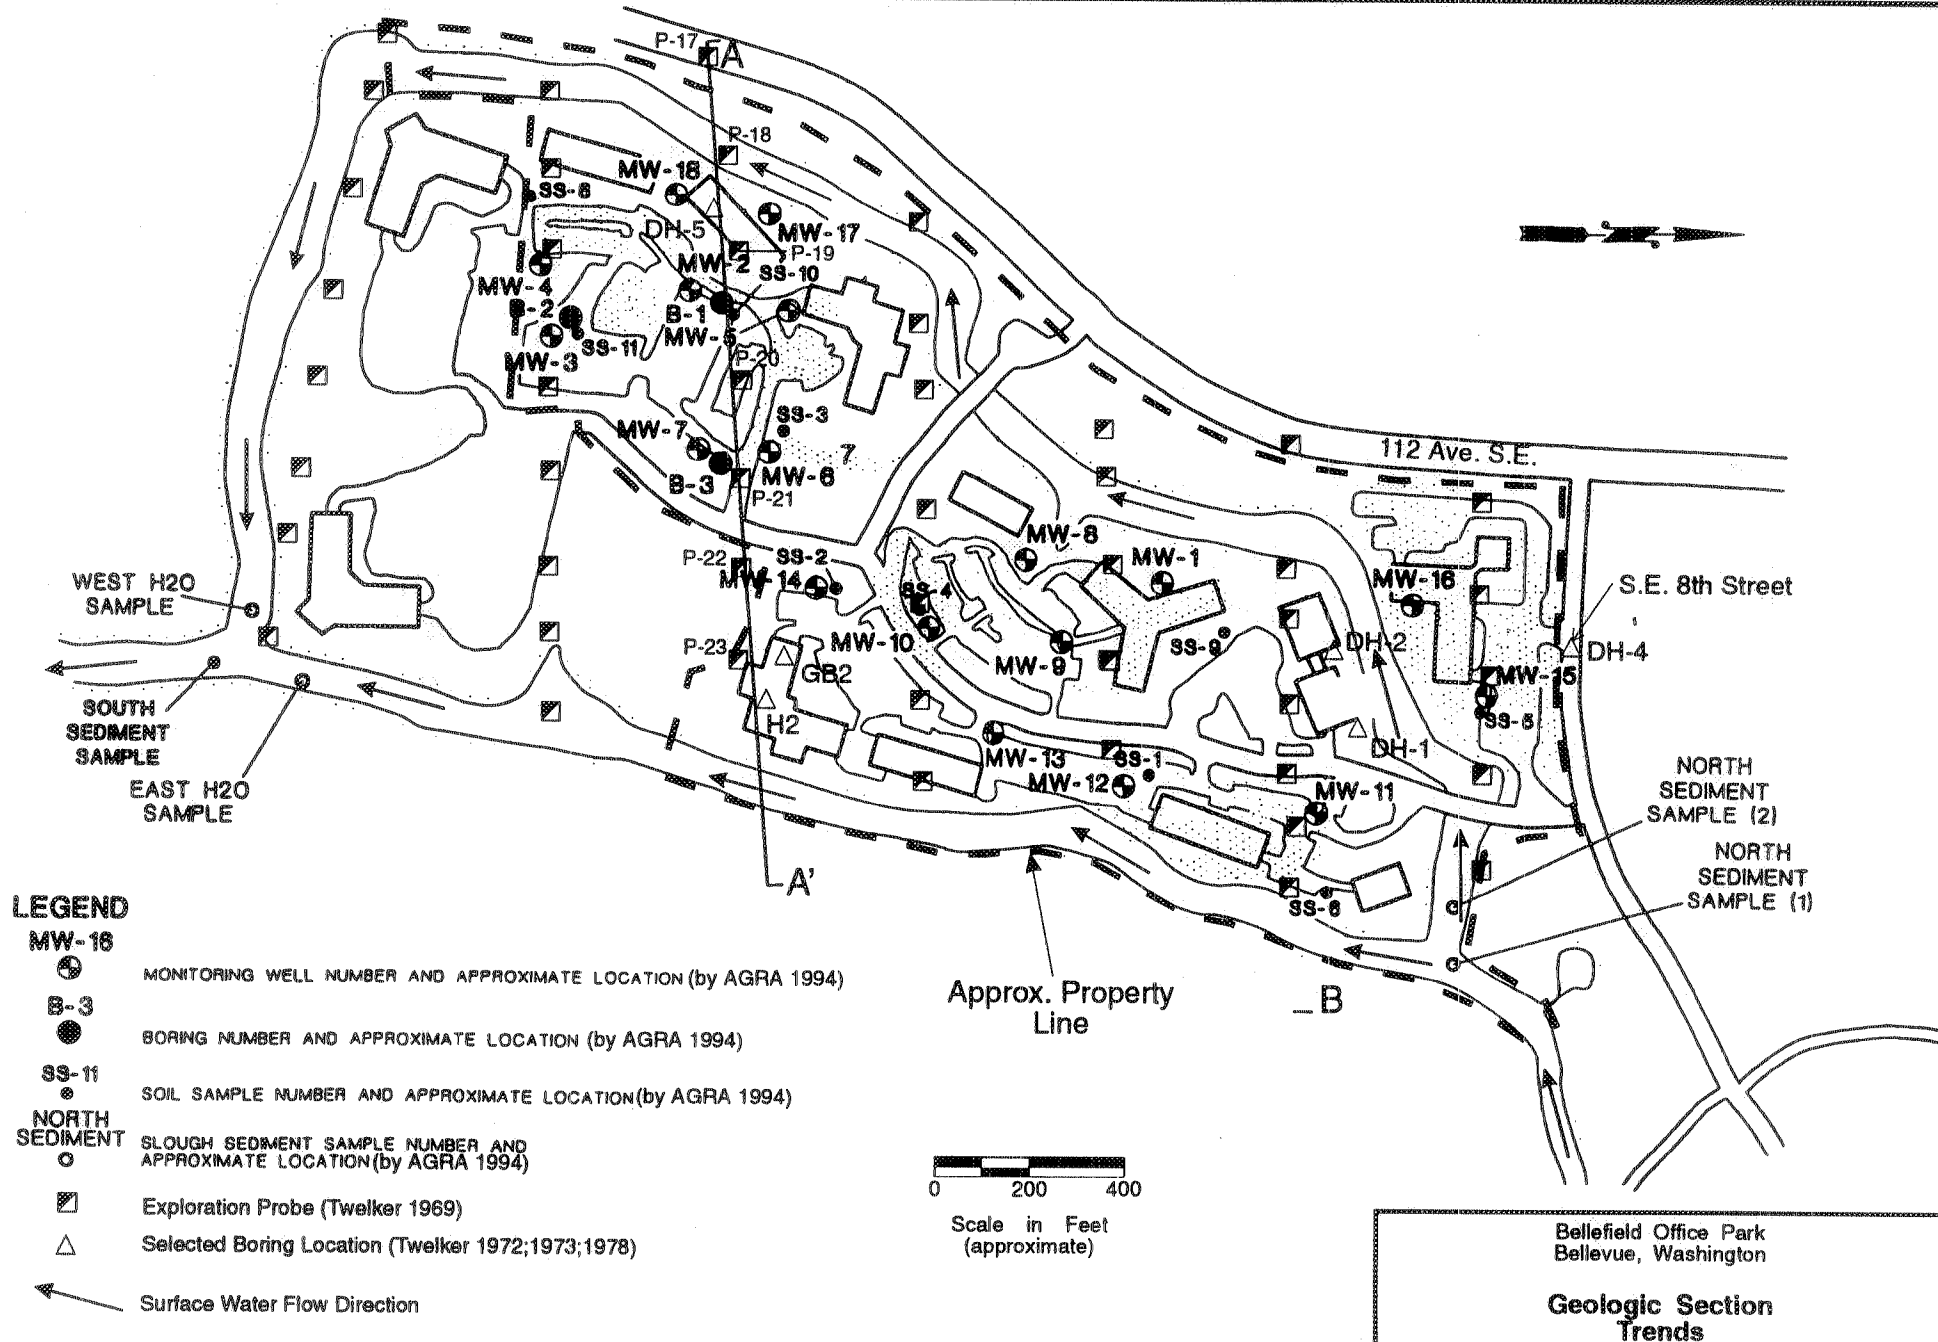 P-17
A
P-18
MW-18
SS-8
DH-5
MW-17
P-19
MW-2
SS-10
MW-4
B-2
B-1
MW-5
SS-11
MW-3
P-20
SS-3
MW-7
7
MW-6
B-3
P-21
112 Ave. S.E.
MW-8
MW-1
P-22
SS-2
MW-14
SS-4
MW-16
S.E. 8th Street
WEST H2O
SAMPLE
P-23
MW-10
GB2
MW-9
SS-9
DH-2
DH-4
MW-15
SS-5
H2
SOUTH
SEDIMENT
SAMPLE
MW-13
SS-1
DH-1
MW-12
MW-11
EAST H2O
SAMPLE
NORTH
SEDIMENT
SAMPLE (2)
NORTH
SEDIMENT
SAMPLE (1)
A'
SS-6
Approx. Property
Line
B
LEGEND
MW-16
MONITORING WELL NUMBER AND APPROXIMATE LOCATION (by AGRA 1994)
B-3
BORING NUMBER AND APPROXIMATE LOCATION (by AGRA 1994)
SS-11
SOIL SAMPLE NUMBER AND APPROXIMATE LOCATION (by AGRA 1994)
NORTH
SEDIMENT
SLOUGH SEDIMENT SAMPLE NUMBER AND
APPROXIMATE LOCATION (by AGRA 1994)
Exploration Probe (Twelker 1969)
Selected Boring Location (Twelker 1972;1973;1978)
Surface Water Flow Direction
0 200 400
Scale in Feet
(approximate)
Bellefield Office Park
Bellevue, Washington
Geologic Section
Trends